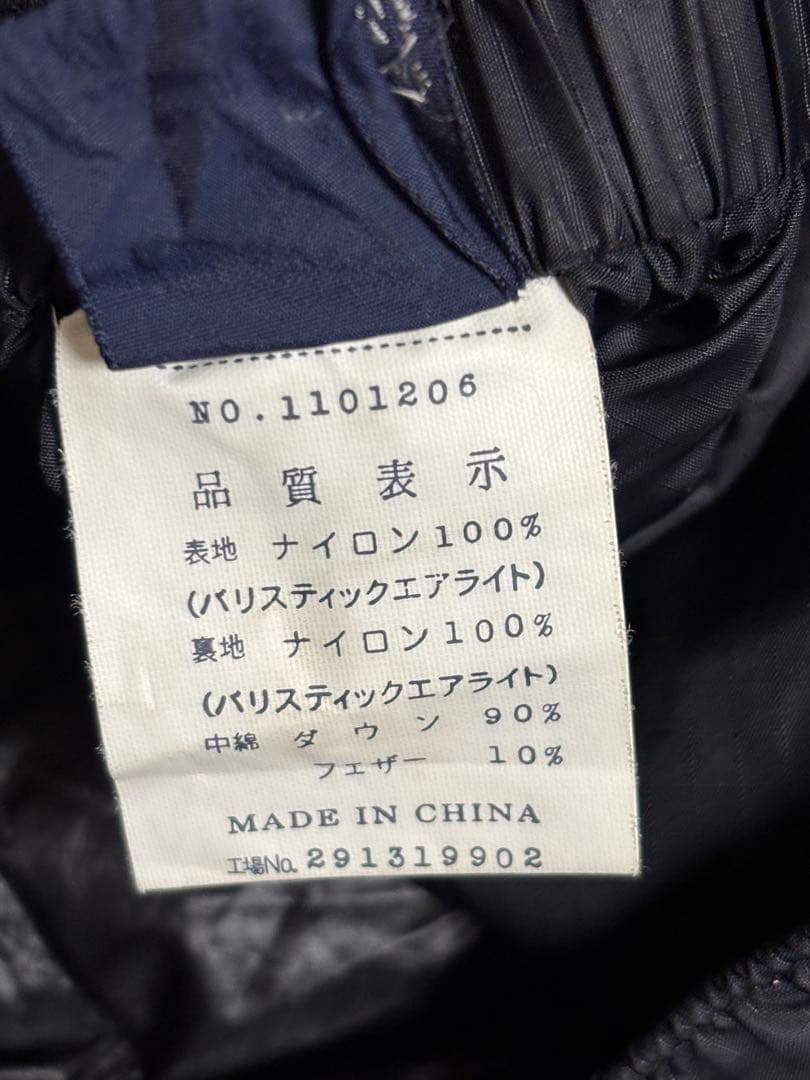 NO.1101206
品質表示
表地 ナイロン100%
(バリスティックエアライト)
裏地 ナイロン100%
(バリスティックエアライト)
中綿 ダウン 90%
フェザー 10%
MADE IN CHINA
工場No.291319902